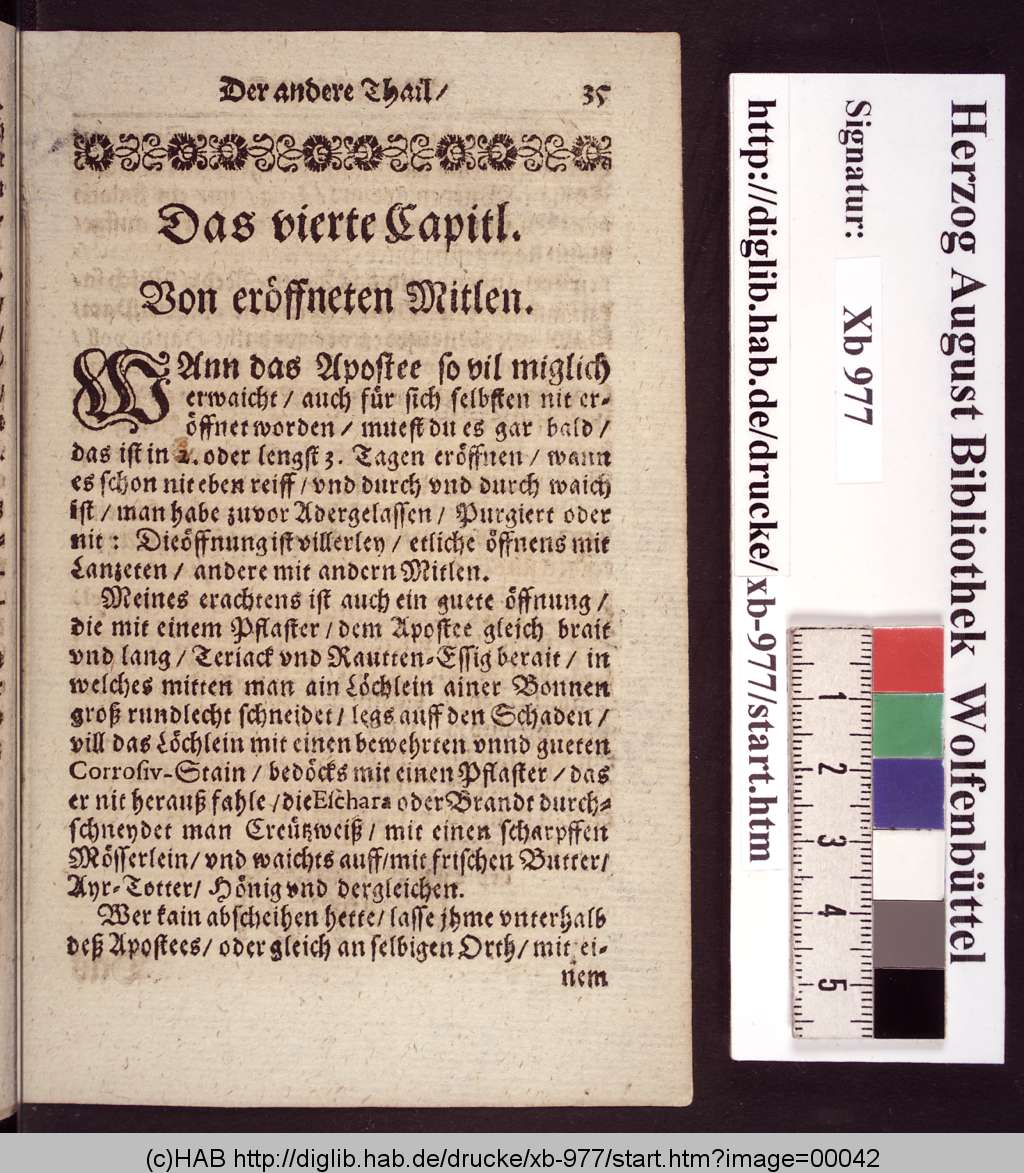 Der andere Thail/ 35
Das vierte Capitl.
Von eröffneten Mitlen.
WAnn das Apostee so vil miglich
erwaicht / auch für sich selbsten nit er-
öffnet worden / muest du es gar bald /
das ist in 2. oder lengst 3. Tagen eröffnen / wann
es schon nit eben reiff / vnd durch vnd durch waich
ist / man habe zuvor Adergelassen / Purgiert oder
nit : Die öffnung ist villerley / etliche öffnens mit
Lanzeten / andere mit andern Mitlen.
Meines erachtens ist auch ein guete öffnung /
die mit einem Pflaster / dem Apostee gleich brait
vnd lang / Teriack vnd Rautten-Essig berait / in
welches mitten man ain Löchlein ainer Bonnen
groß rundlecht schneidet / legs auff den Schaden /
vill das Löchlein mit einen bewehrten vnnd gueten
Corrosiv-Stain / bedöcks mit einen Pflaster / das
er nit herauß fahle / die Eschara oder Brandt durch-
schneydet man Creützweiß / mit einen scharpffen
Mösserlein / vnd waichts auff / mit frischen Butter /
Ayr-Totter / Hönig vnd dergleichen.
Wer kain abscheihen hette / lasse jhme vnterhalb
deß Apostees / oder gleich an selbigen Orth / mit ei-
nem
Herzog August Bibliothek Wolfenbüttel
Signatur: Xb 977
http://diglib.hab.de/drucke/xb-977/start.htm
1
2
3
4
5
(c)HAB http://diglib.hab.de/drucke/xb-977/start.htm?image=00042